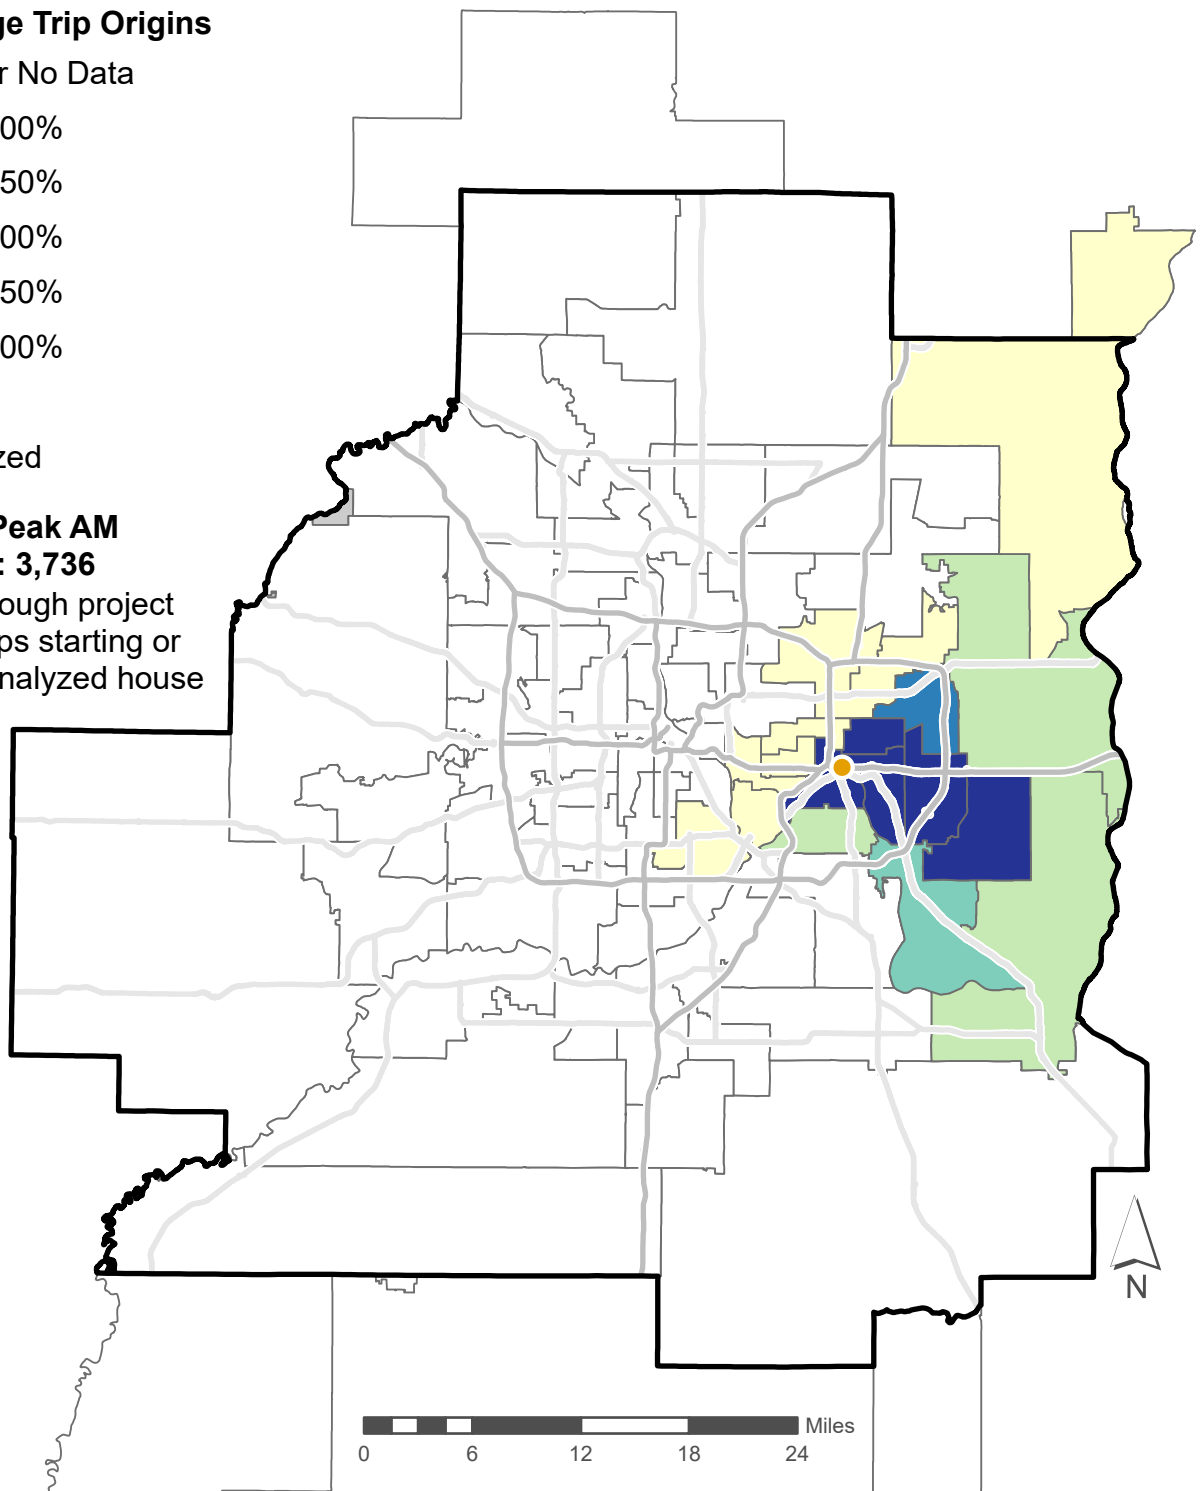 ge Trip Origins
r No Data
00%
50%
00%
50%
00%
zed
Peak AM
: 3,736
ough project
ps starting or
nalyzed house
N
Miles
0 6 12 18 24